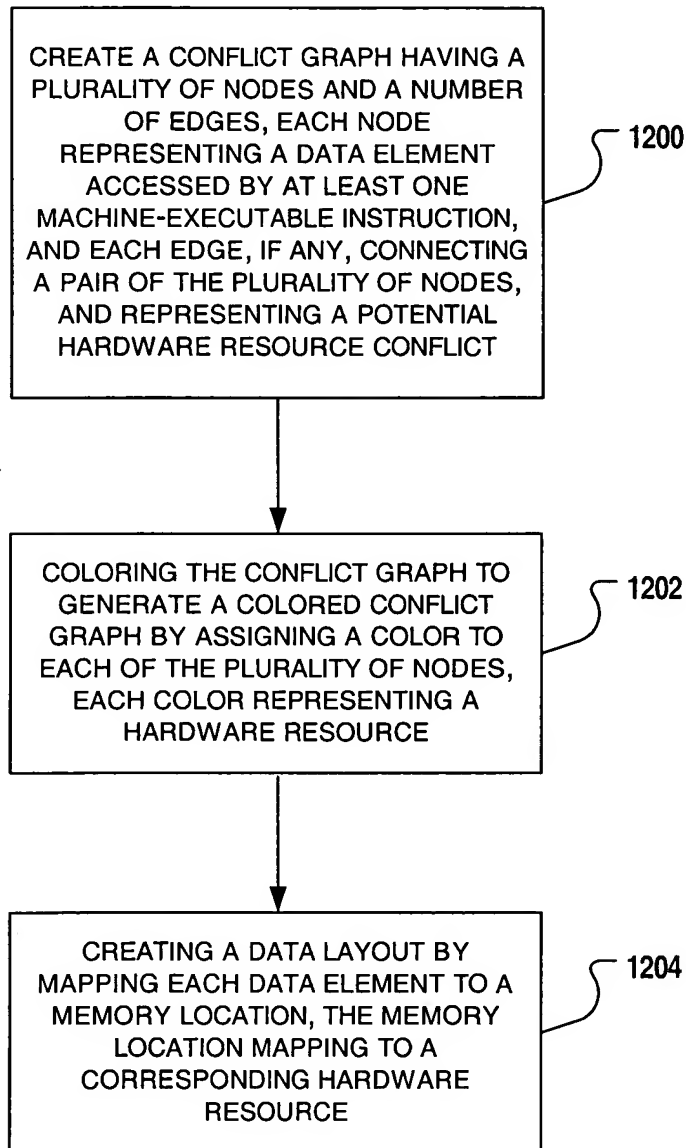 CREATE A CONFLICT GRAPH HAVING A
PLURALITY OF NODES AND A NUMBER
OF EDGES, EACH NODE
REPRESENTING A DATA ELEMENT
ACCESSED BY AT LEAST ONE
MACHINE-EXECUTABLE INSTRUCTION,
AND EACH EDGE, IF ANY, CONNECTING
A PAIR OF THE PLURALITY OF NODES,
AND REPRESENTING A POTENTIAL
HARDWARE RESOURCE CONFLICT
1200
COLORING THE CONFLICT GRAPH TO
GENERATE A COLORED CONFLICT
GRAPH BY ASSIGNING A COLOR TO
EACH OF THE PLURALITY OF NODES,
EACH COLOR REPRESENTING A
HARDWARE RESOURCE
1202
CREATING A DATA LAYOUT BY
MAPPING EACH DATA ELEMENT TO A
MEMORY LOCATION, THE MEMORY
LOCATION MAPPING TO A
CORRESPONDING HARDWARE
RESOURCE
1204